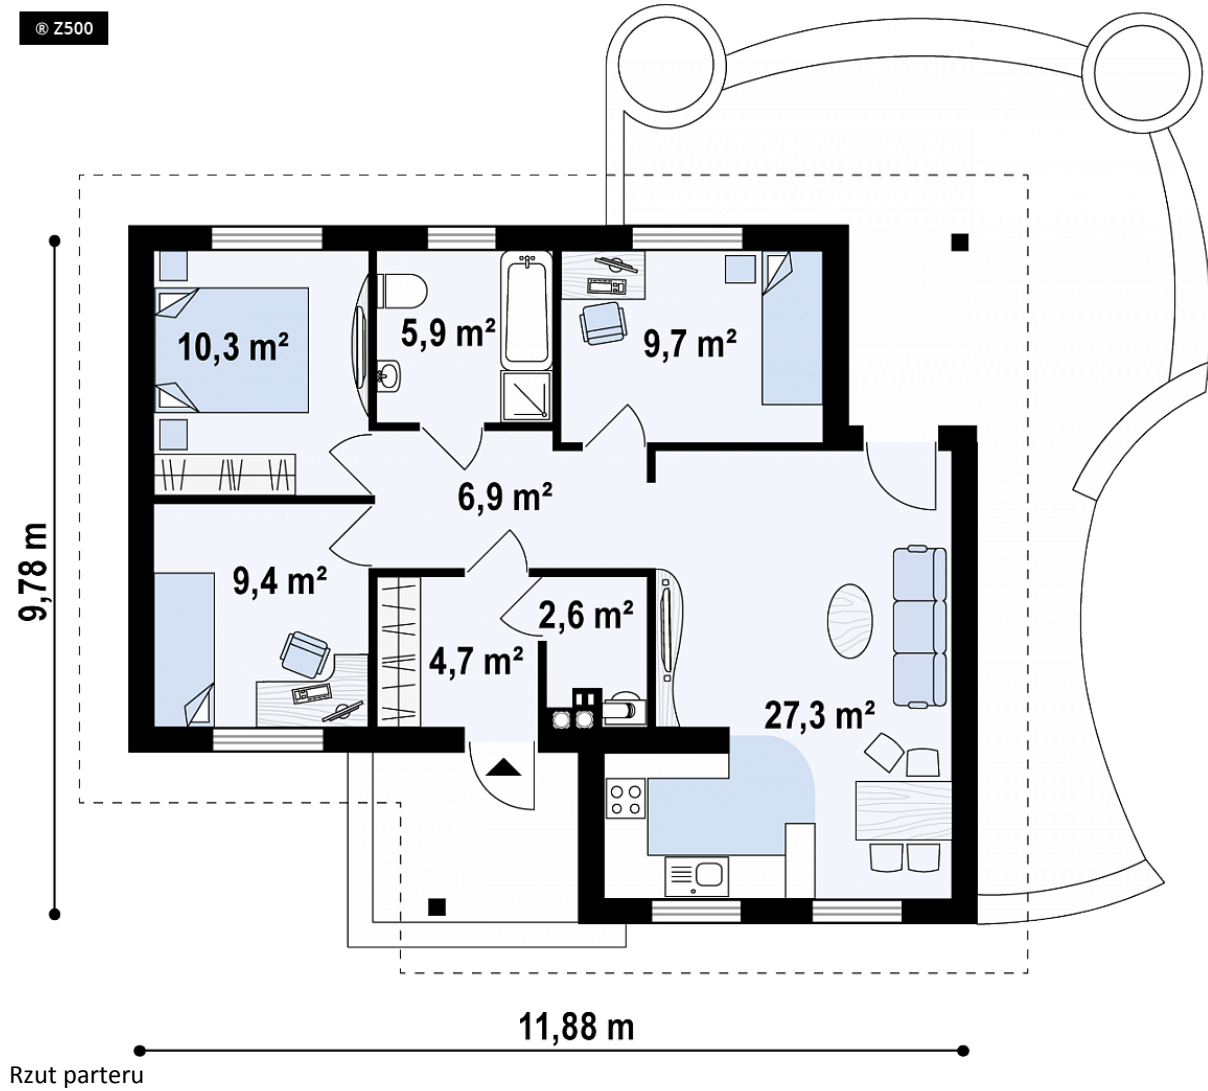 ® Z500
10,3 m²
5,9 m²
9,7 m²
6,9 m²
9,4 m²
4,7 m²
2,6 m²
27,3 m²
9,78 m
11,88 m
Rzut parteru